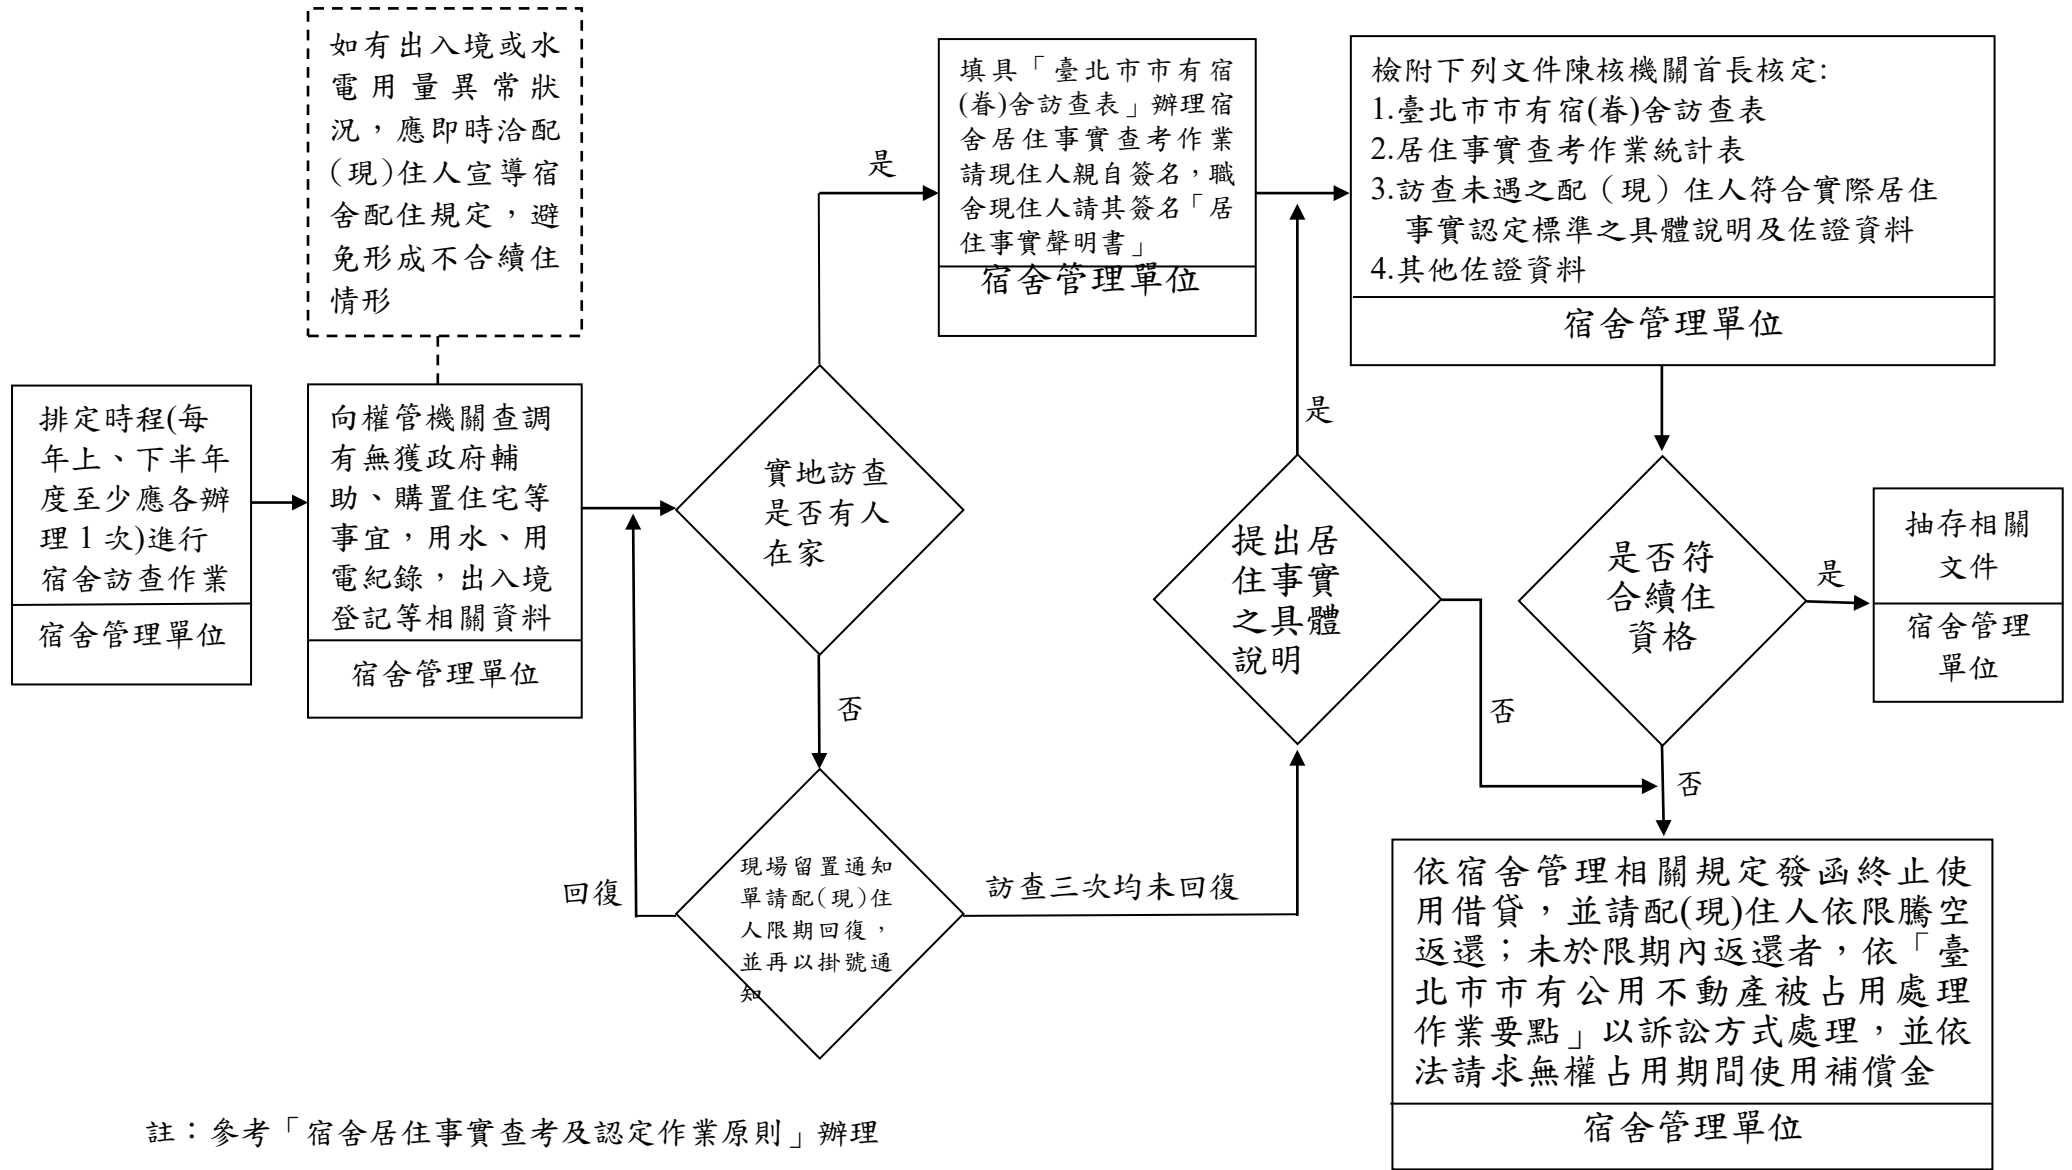 如有出入境或水
電用量異常狀
況，應即時洽配
(現)住人宣導宿
舍配住規定，避
免形成不合續住
情形
排定時程(每
年上、下半年
度至少應各辦
理1次)進行
宿舍訪查作業
宿舍管理單位
向權管機關查調
有無獲政府輔
助、購置住宅等
事宜，用水、用
電紀錄，出入境
登記等相關資料
宿舍管理單位
實地訪查
是否有人
在家
是
否
填具「臺北市市有宿
(眷)舍訪查表」辦理宿
舍居住事實查考作業
請現住人親自簽名，職
舍現住人請其簽名「居
住事實聲明書」
宿舍管理單位
現場留置通知
單請配(現)住
人限期回復，
並再以掛號通
知
回復
訪查三次均未回復
提出居
住事實
之具體
說明
是
否
檢附下列文件陳核機關首長核定:
1.臺北市市有宿(眷)舍訪查表
2.居住事實查考作業統計表
3.訪查未遇之配（現）住人符合實際居住
事實認定標準之具體說明及佐證資料
4.其他佐證資料
宿舍管理單位
是否符
合續住
資格
是
否
抽存相關
文件
宿舍管理
單位
依宿舍管理相關規定發函終止使
用借貸，並請配(現)住人依限騰空
返還；未於限期內返還者，依「臺
北市市有公用不動產被占用處理
作業要點」以訴訟方式處理，並依
法請求無權占用期間使用補償金
宿舍管理單位
註：參考「宿舍居住事實查考及認定作業原則」辦理